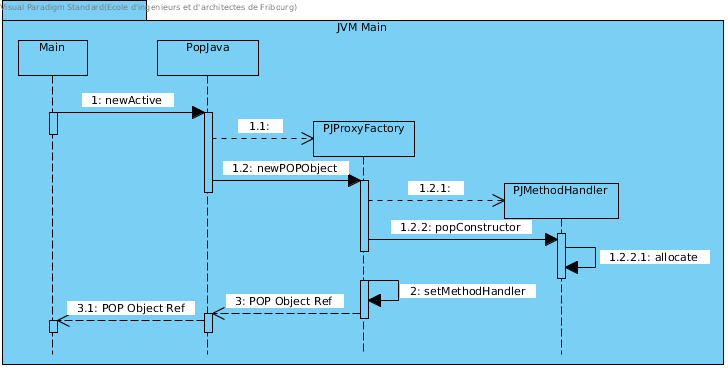 Visual Paradigm Standard(Ecole d'ingenieurs et d'architectes de Fribourg)
JVM Main
Main
PopJava
1: newActive
1.1:
PJProxyFactory
1.2: newPOPObject
1.2.1:
PJMethodHandler
1.2.2: popConstructor
1.2.2.1: allocate
2: setMethodHandler
3: POP Object Ref
3.1: POP Object Ref